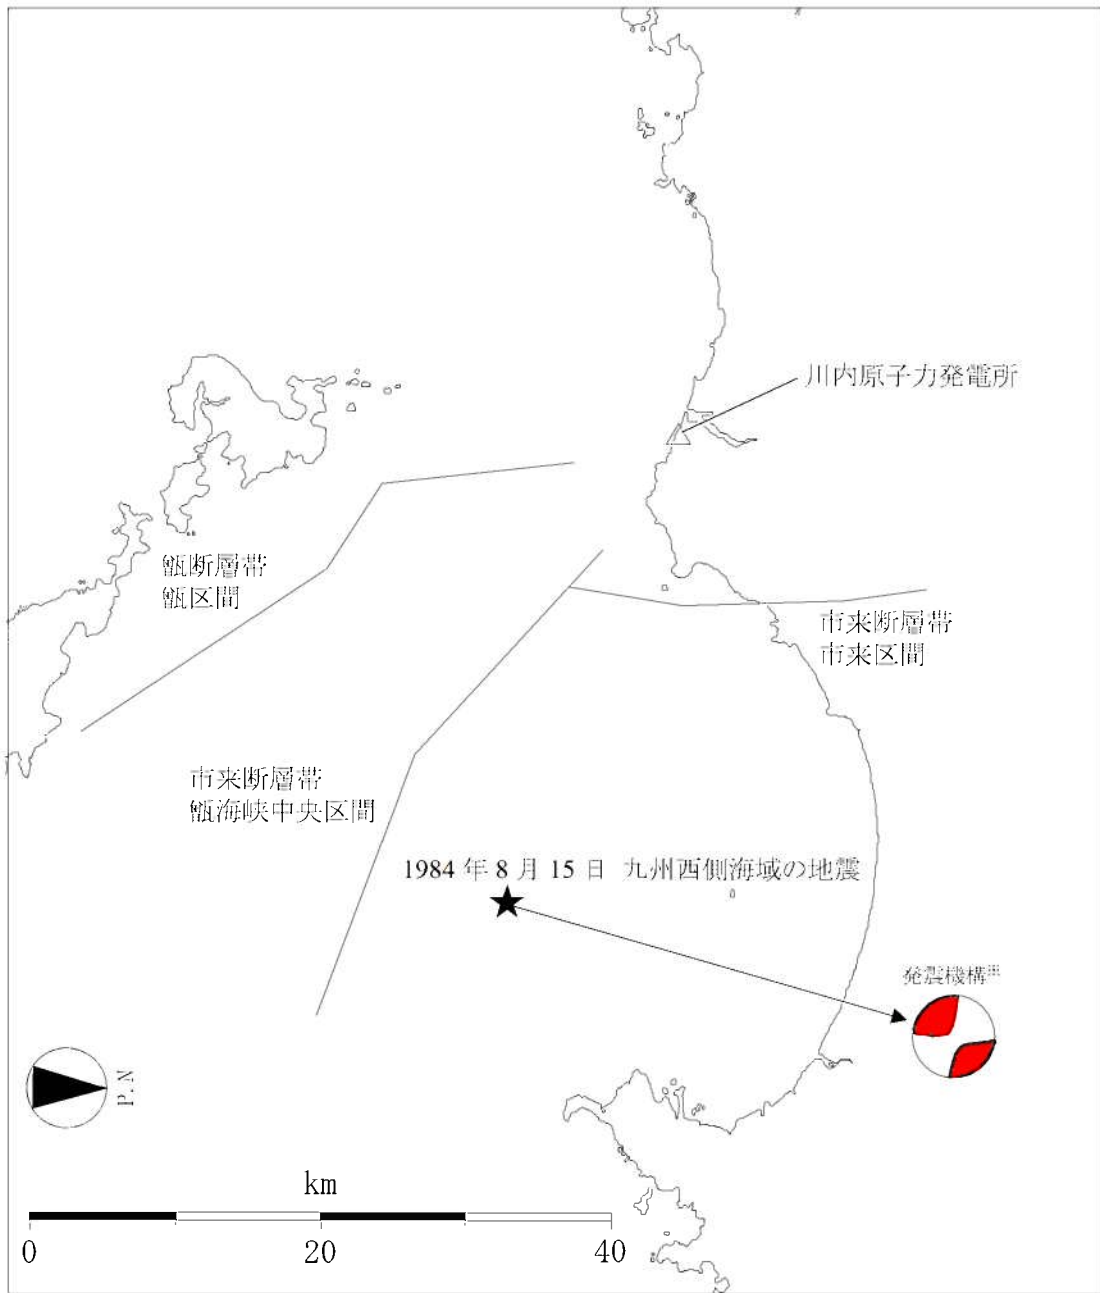 川内原子力発電所
甑断層帯
甑区間
市来断層帯
市来区間
市来断層帯
甑海峡中央区間
1984 年 8 月 15 日 九州西側海域の地震
発震機構
P.N
km
0 20 40